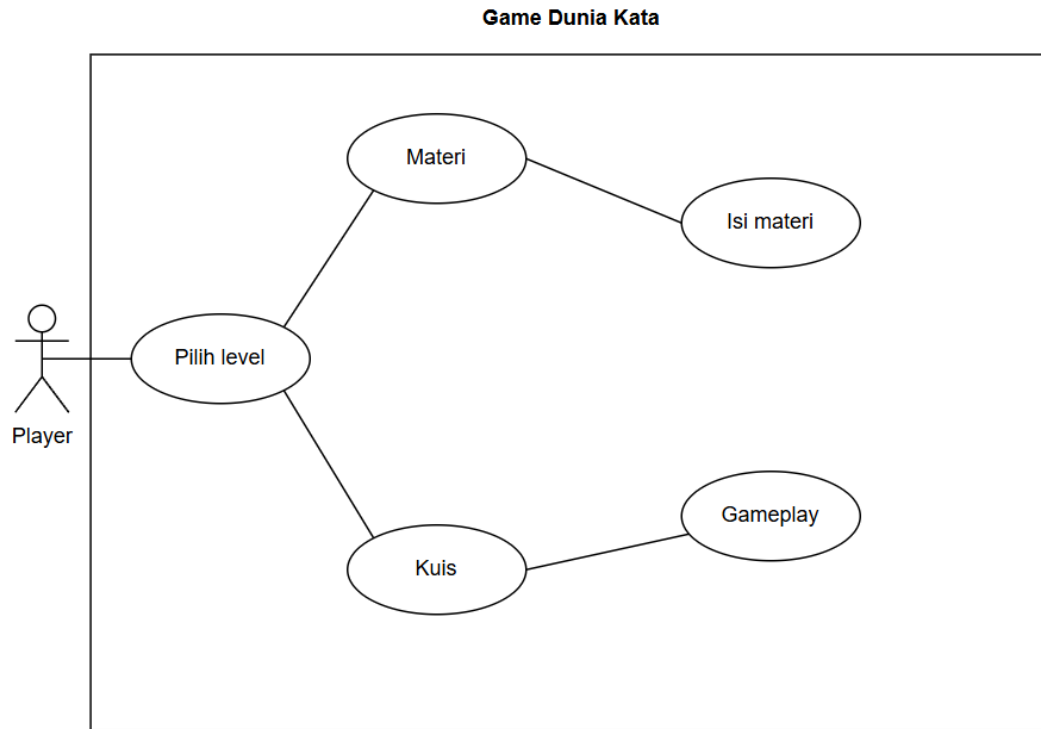 Game Dunia Kata
Materi
Isi materi
Pilih level
Player
Gameplay
Kuis